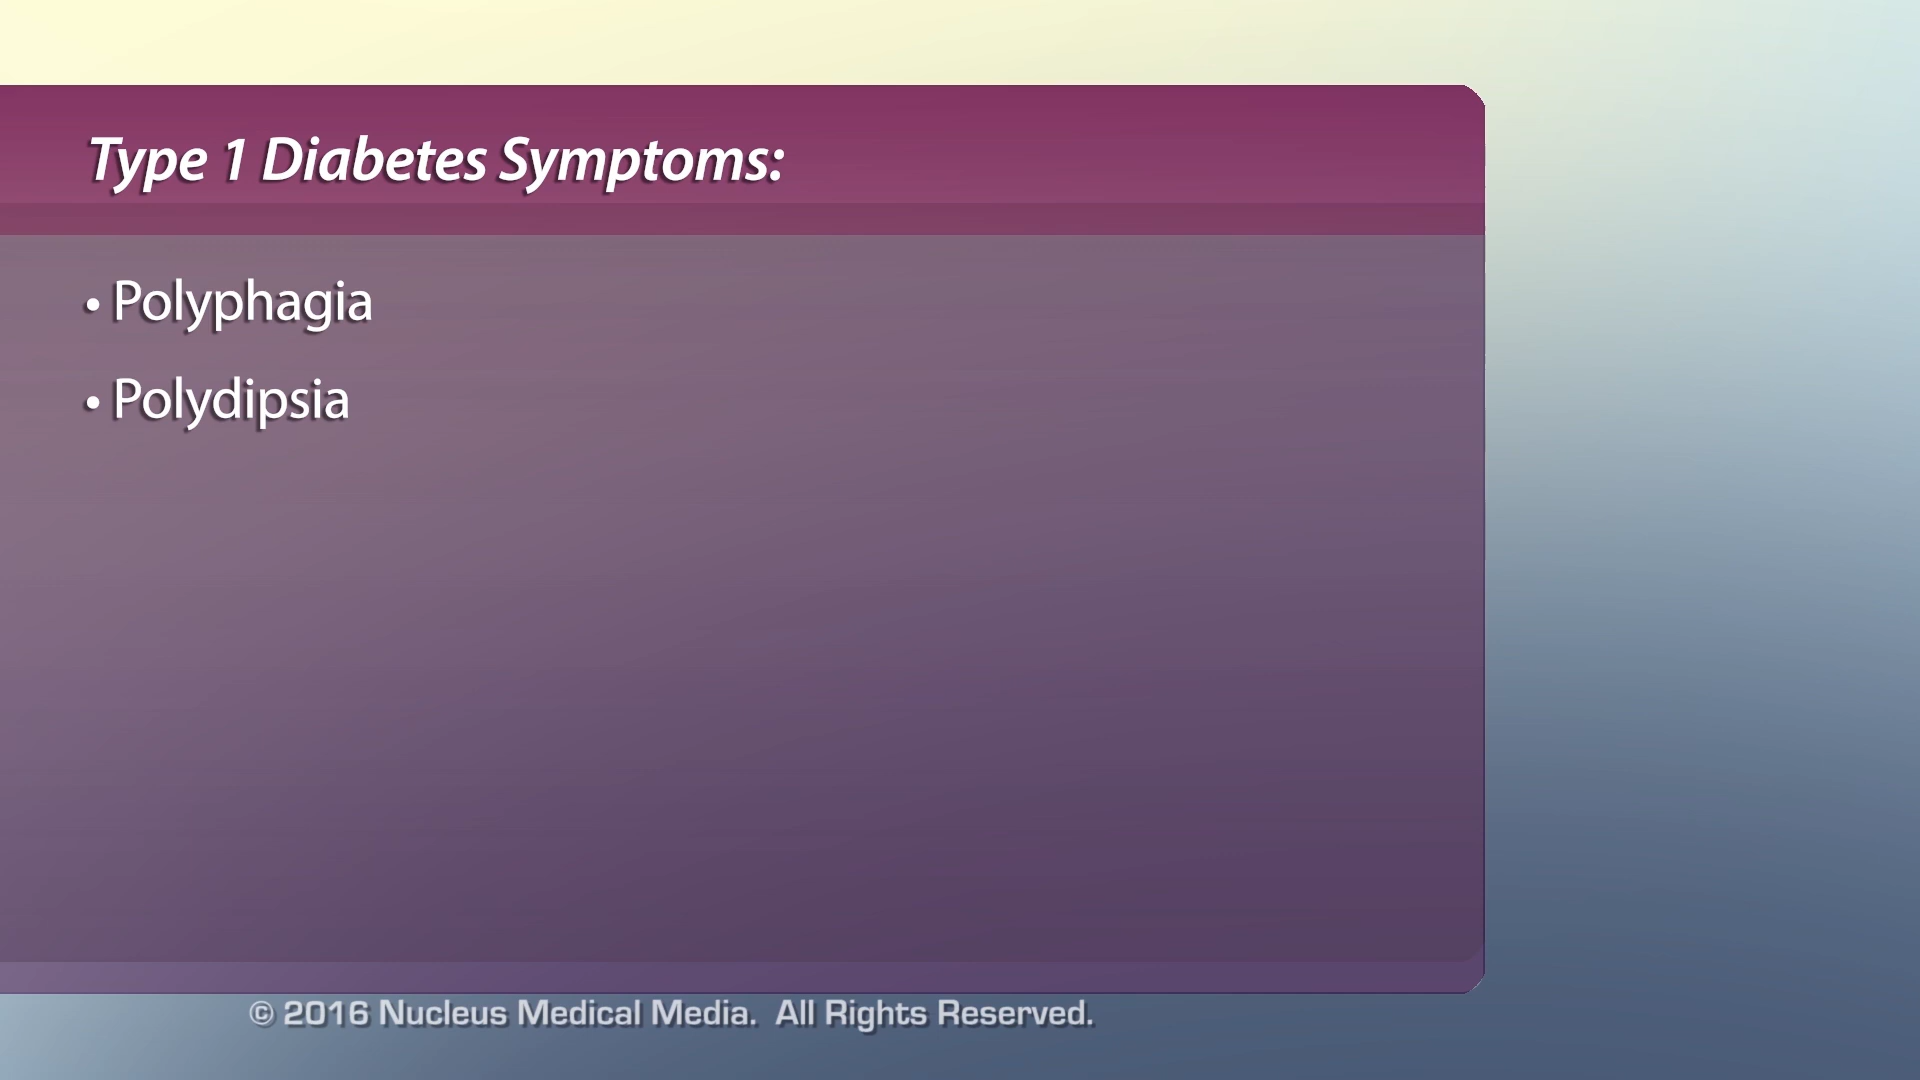 Type 1 Diabetes Symptoms:
• Polyphagia
• Polydipsia
© 2016 Nucleus Medical Media. All Rights Reserved.